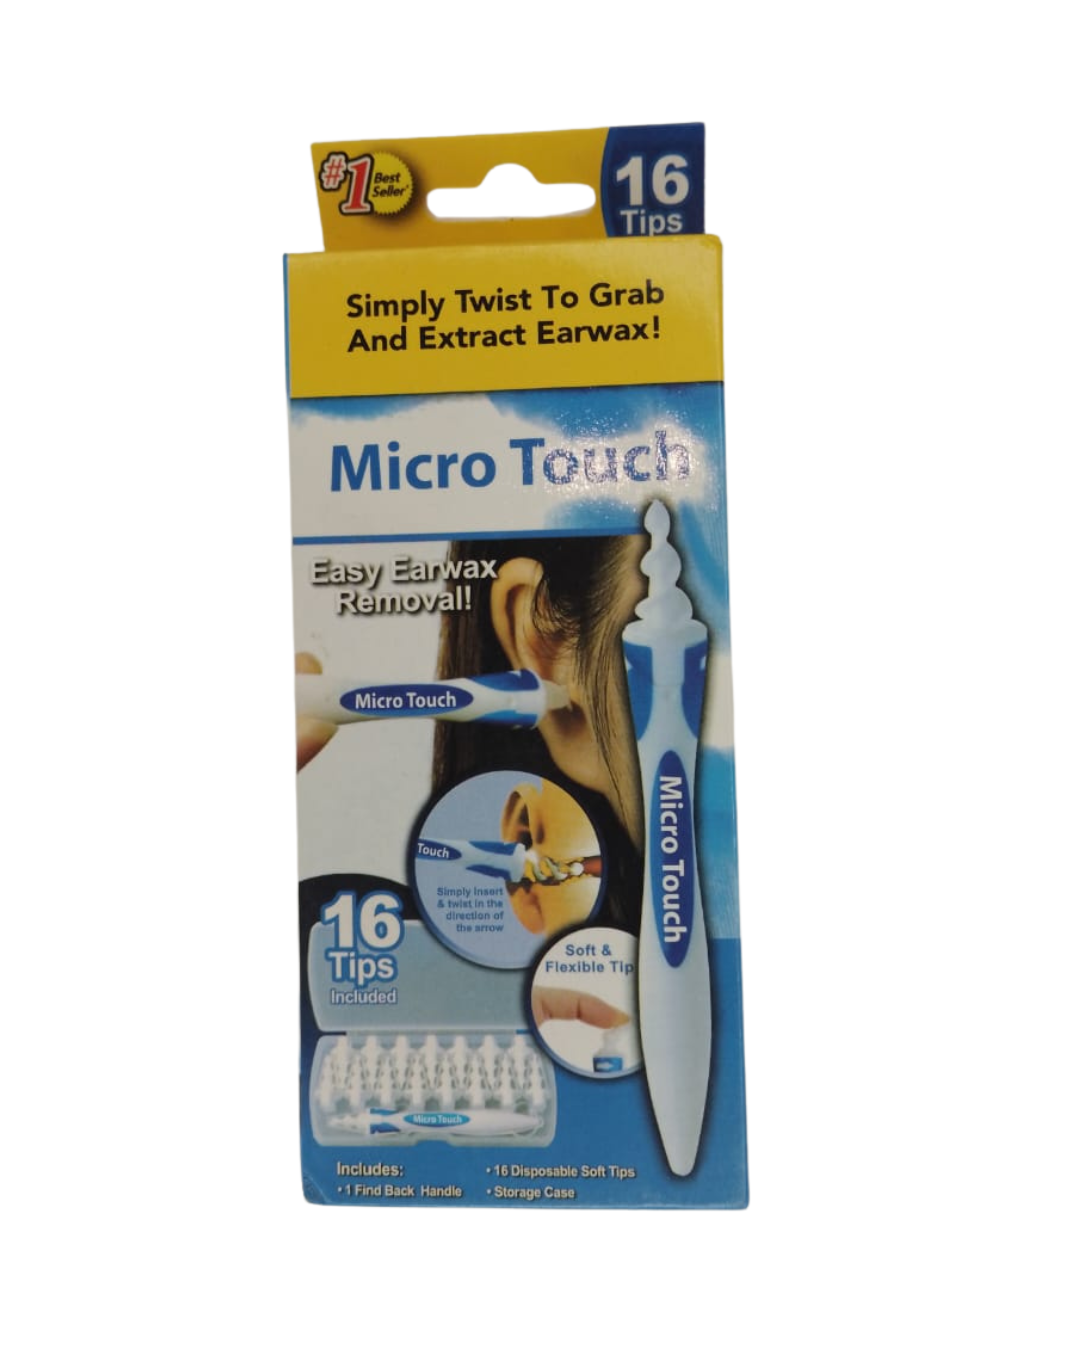 #1 Best
Seller
16
Tips
Simply Twist To Grab
And Extract Earwax!
Micro Touch
Easy Earwax
Removal!
Micro Touch
Micro Touch
Touch
Simply Insert
& twist in the
direction of
the arrow
Soft &
Flexible Tip
16
Tips
Included
Micro Touch
Includes:
• 1 Find Back Handle
• 16 Disposable Soft Tips
• Storage Case